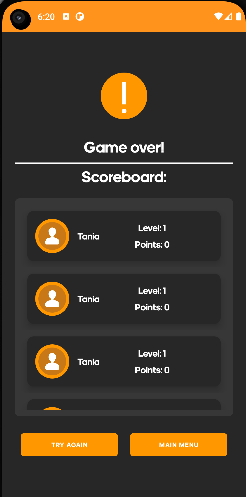 6:20
!
Game over!
Scoreboard:
Tania
Level: 1
Points: 0
Tania
Level: 1
Points: 0
Tania
Level: 1
Points: 0
TRY AGAIN
MAIN MENU